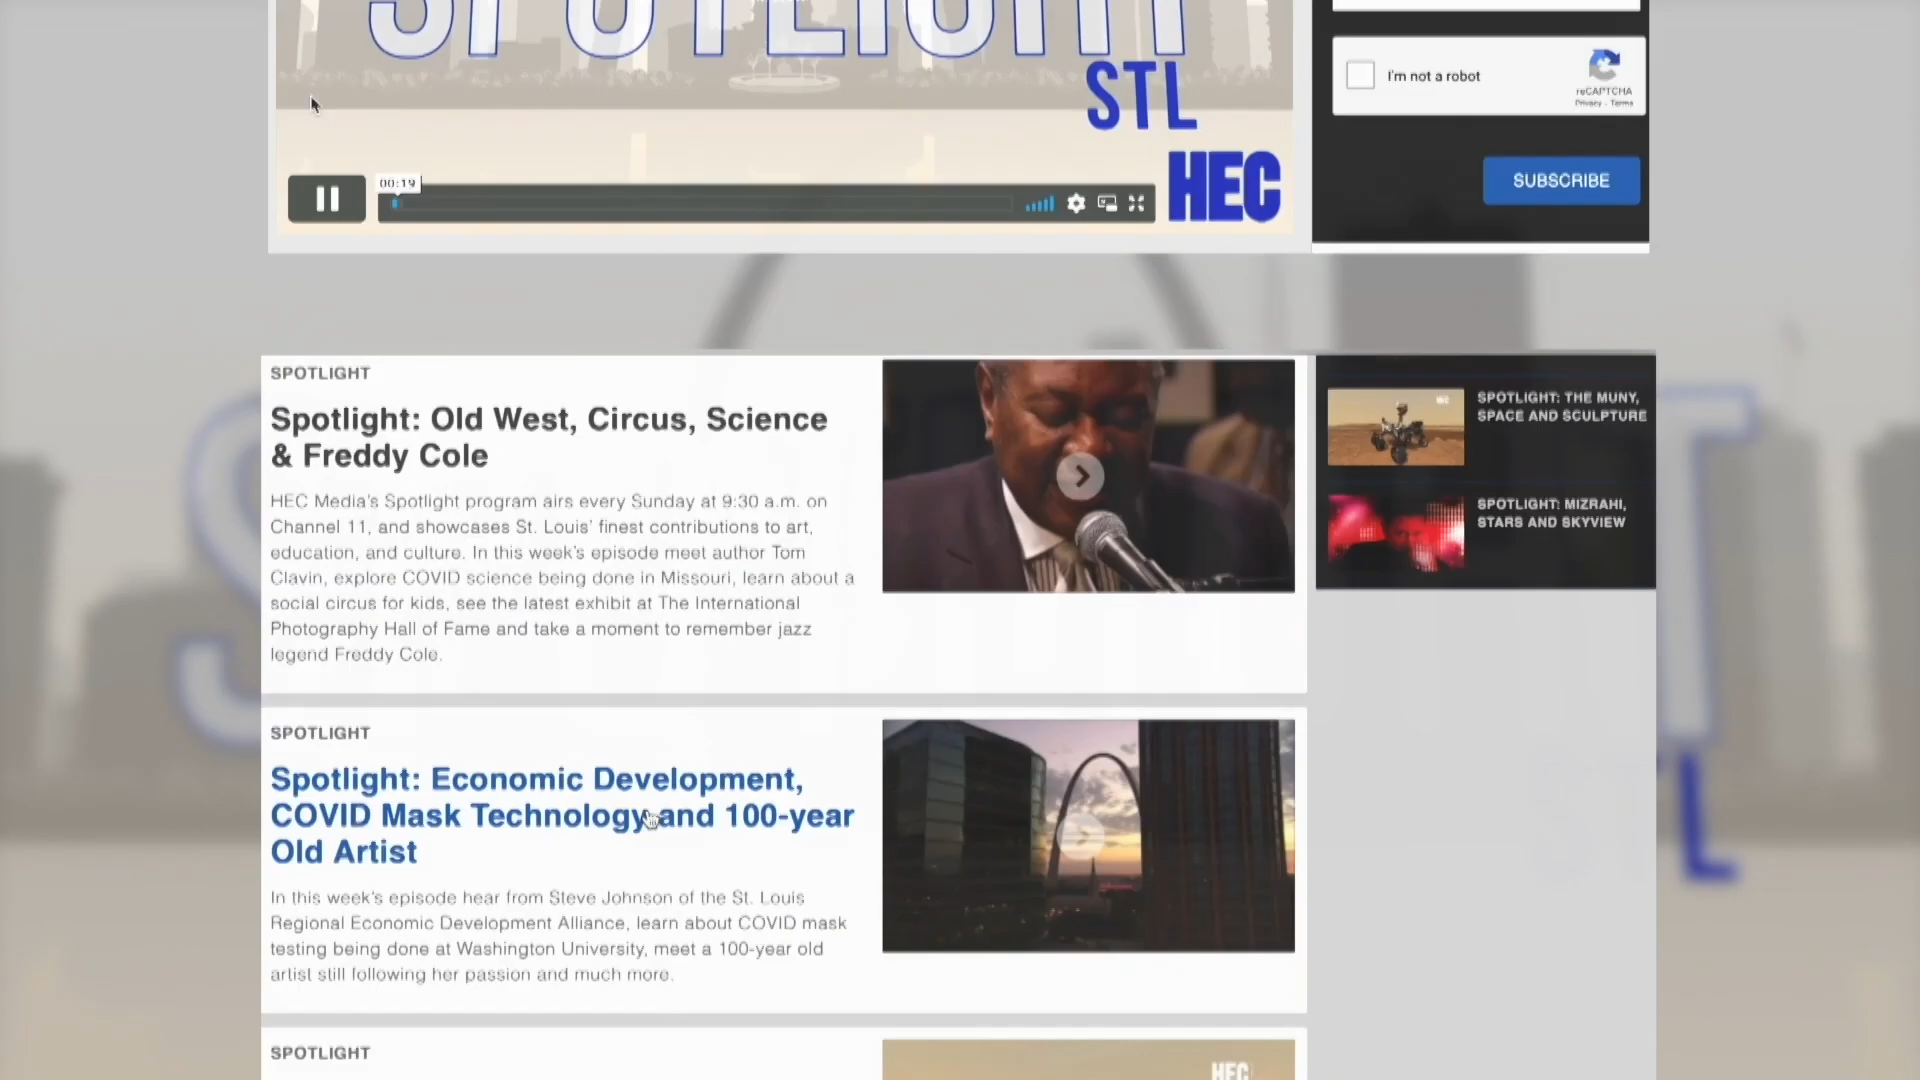 SPOTLIGHT
STL
HEC
00:19
I'm not a robot
reCAPTCHA
Privacy - Terms
SUBSCRIBE
SPOTLIGHT
Spotlight: Old West, Circus, Science
& Freddy Cole
HEC Media's Spotlight program airs every Sunday at 9:30 a.m. on
Channel 11, and showcases St. Louis' finest contributions to art,
education, and culture. In this week's episode meet author Tom
Clavin, explore COVID science being done in Missouri, learn about a
social circus for kids, see the latest exhibit at The International
Photography Hall of Fame and take a moment to remember jazz
legend Freddy Cole.
SPOTLIGHT: THE MUNY,
SPACE AND SCULPTURE
SPOTLIGHT: MIZRAHI,
STARS AND SKYVIEW
SPOTLIGHT
Spotlight: Economic Development,
COVID Mask Technology and 100-year
Old Artist
In this week's episode hear from Steve Johnson of the St. Louis
Regional Economic Development Alliance, learn about COVID mask
testing being done at Washington University, meet a 100-year old
artist still following her passion and much more.
SPOTLIGHT
HEC